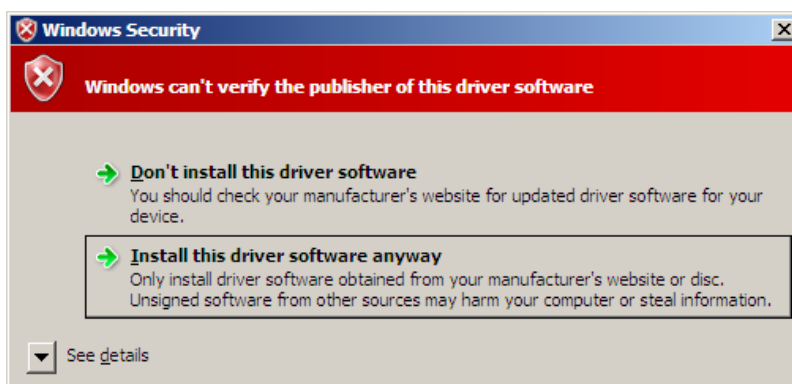 Windows Security
Windows can't verify the publisher of this driver software
Don't install this driver software
You should check your manufacturer's website for updated driver software for your
device.
Install this driver software anyway
Only install driver software obtained from your manufacturer's website or disc.
Unsigned software from other sources may harm your computer or steal information.
See details